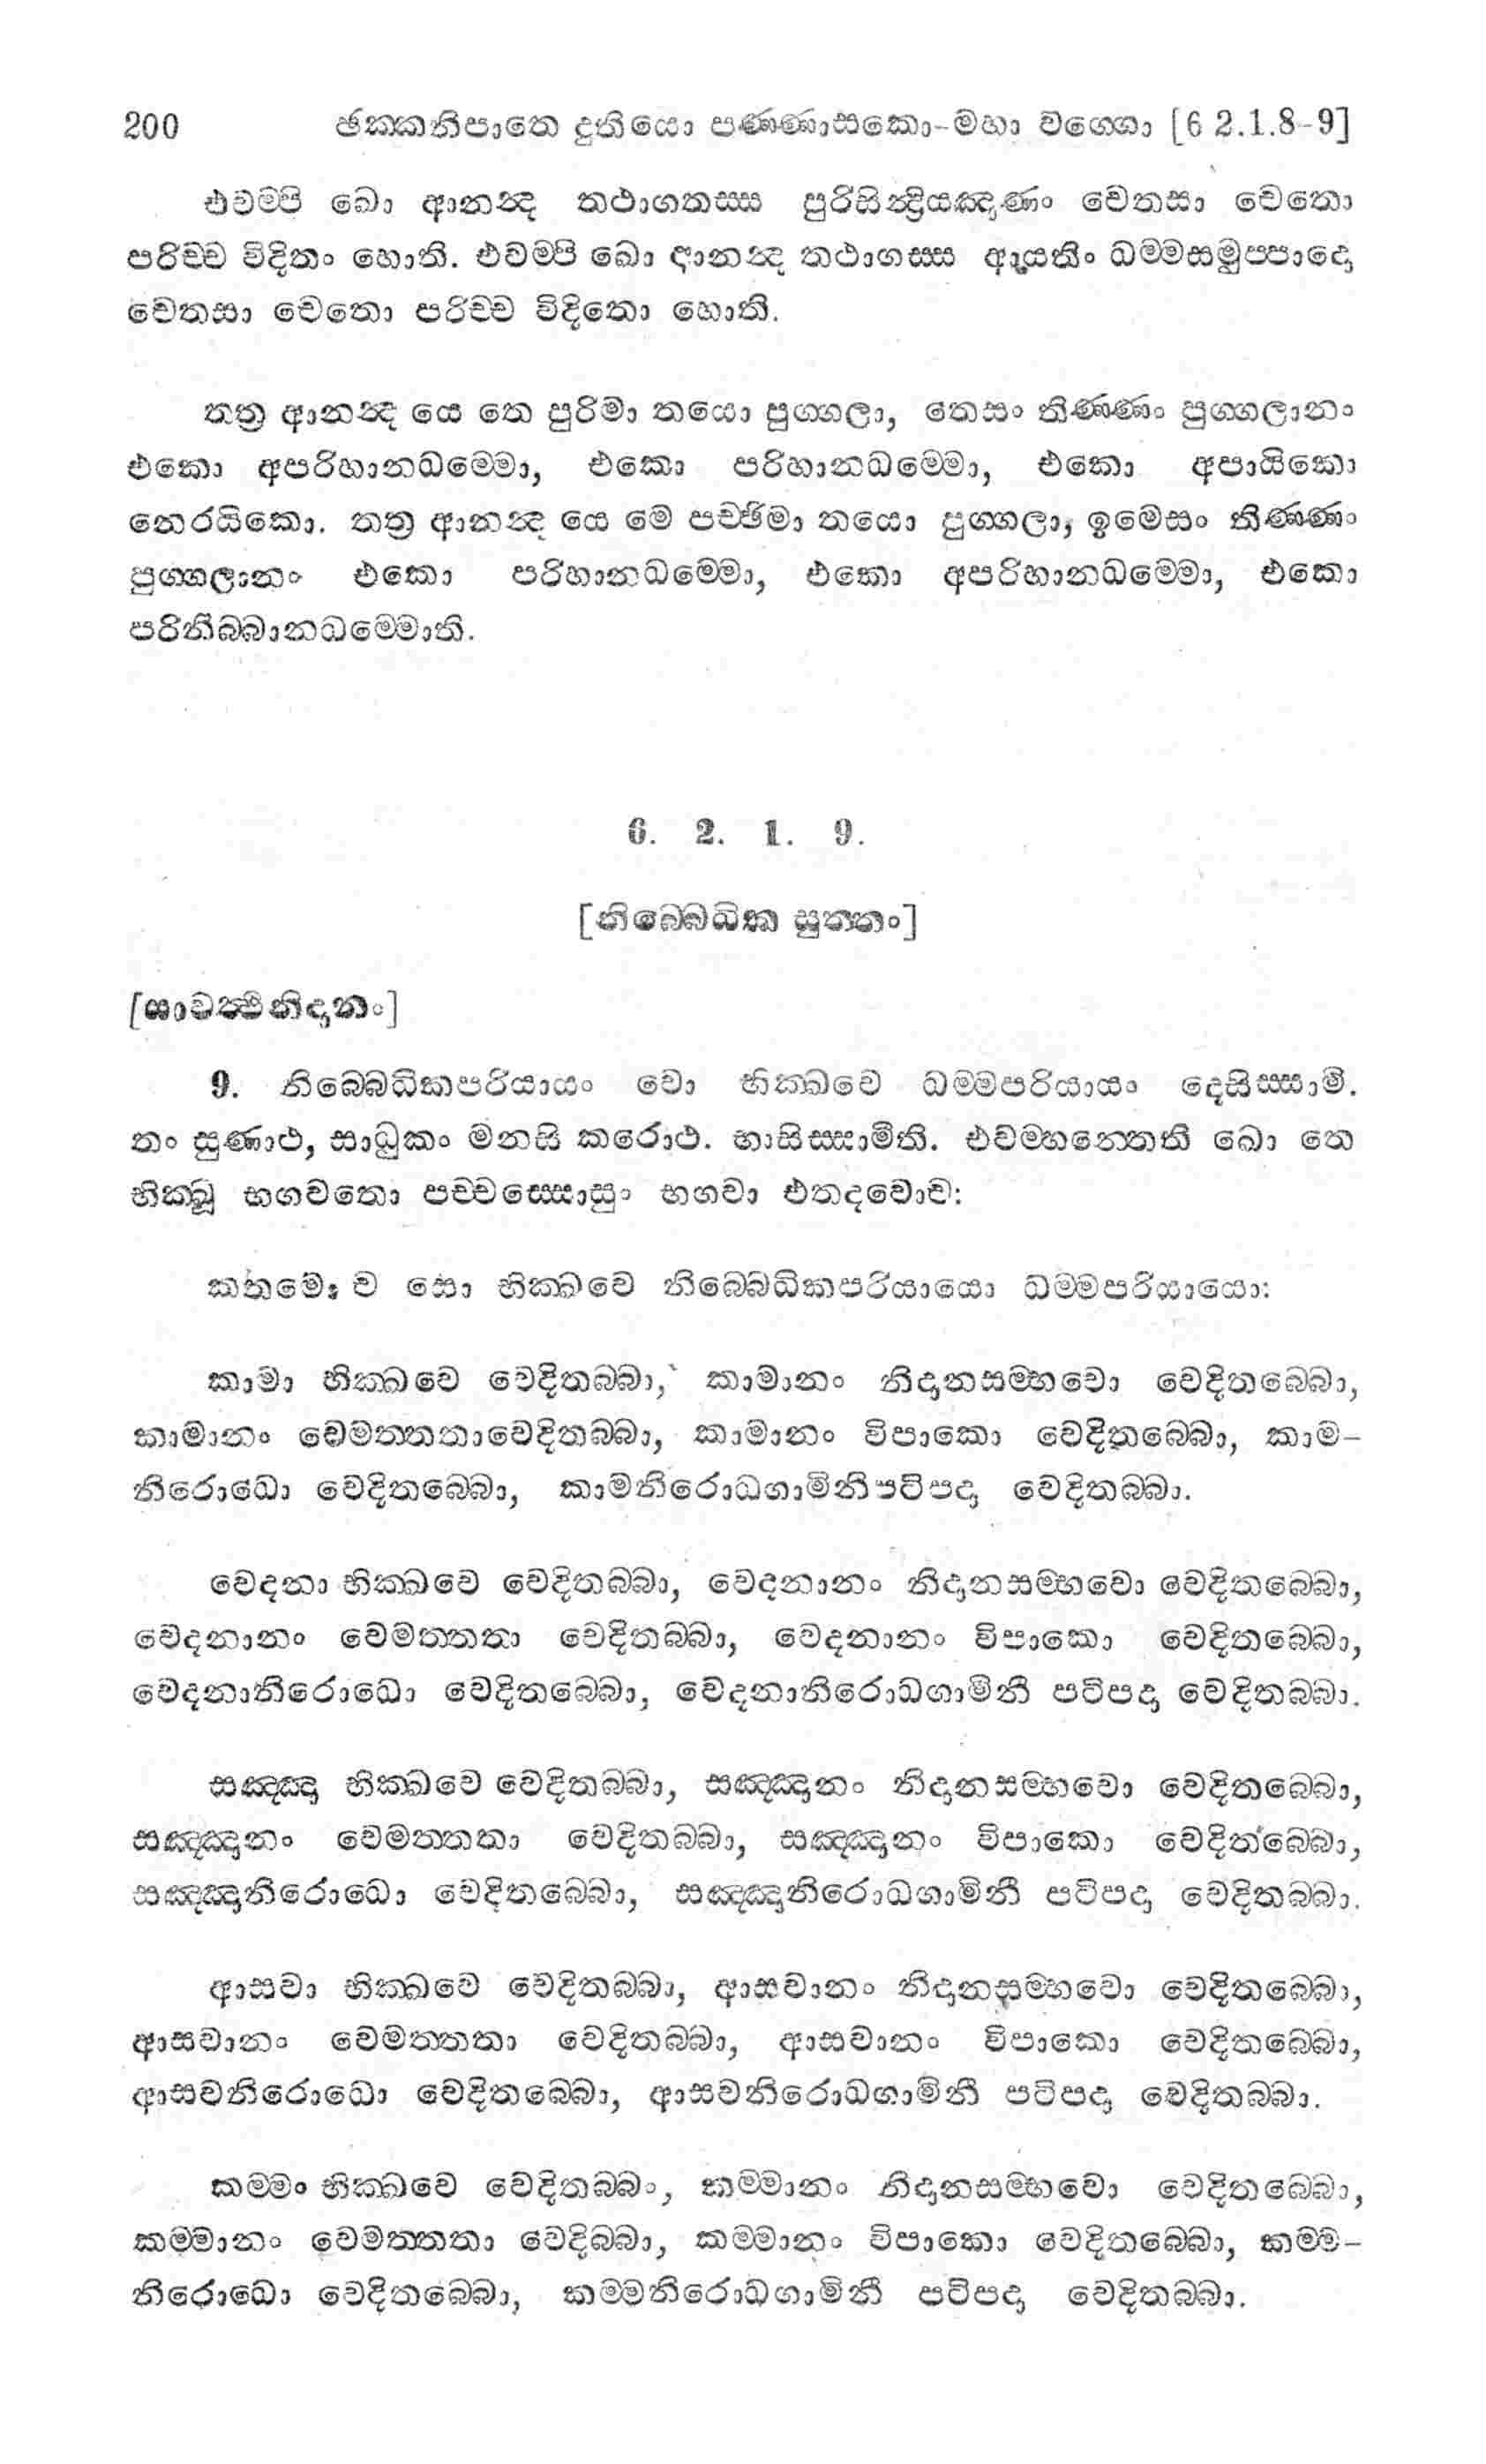 200 ඡක්කනිපාතෙ දුතියො පණ්ණාසකො-මහා වග්ගො [6 2.1.8-9]
එවම්පි ඛො ආනන්‍ද තථාගතස්ස පුරිසින්‍ද්‍රියඤාණං චෙතසා චෙතො
පරිච්ච විදිතං හොති. එවම්පි ඛො ආනන්‍ද තථාගස්ස ආයතිං ධම්මසමුප්පාදො
චෙතසා චෙතො පරිච්ච විදිතො හොති.
තත්‍ර ආනන්‍ද යෙ තෙ පුරිමා තයො පුග්ගලා, තෙසං තිණ්ණං පුග්ගලානං
එකො අපරිහානධම්මො, එකො පරිහානධම්මො, එකො අපායිකො
නෙරයිකො. තත්‍ර ආනන්‍ද යෙ මෙ පච්ඡිමා තයො පුග්ගලා, ඉමෙසං තිණ්ණං
පුග්ගලානං එකො පරිහානධම්මො, එකො අපරිහානධම්මො, එකො
පරිනිබ්බානධම්මොති.
6. 2. 1. 9.
[නිබ්බෙධික සුත්තං]
[සාවත්‍ථිනිදානං]
9. නිබ්බෙධිකපරියායං වො භික්ඛවෙ ධම්මපරියායං දෙසිස්සාමි.
තං සුණාථ, සාධුකං මනසි කරොථ. භාසිස්සාමීති. එවම්භන්තෙති ඛො තෙ
භික්ඛූ භගවතො පච්චස්සොසුං භගවා එතදවොච:
කතමො ච සො භික්ඛවෙ නිබ්බෙධිකපරියායො ධම්මපරියායො:
කාමා භික්ඛවෙ වෙදිතබ්බා, කාමානං නිදානසම්භවො වෙදිතබ්බො,
කාමානං වෙමත්තතාවෙදිතබ්බා, කාමානං විපාකො වෙදිතබ්බො, කාම-
නිරොධො වෙදිතබ්බො, කාමනිරොධගාමිනිපටිපදා වෙදිතබ්බා.
වෙදනා භික්ඛවෙ වෙදිතබ්බා, වෙදනානං නිදානසම්භවො වෙදිතබ්බො,
වෙදනානං වෙමත්තතා වෙදිතබ්බා, වෙදනානං විපාකො වෙදිතබ්බො,
වෙදනානිරොධො වෙදිතබ්බො, වෙදනානිරොධගාමිනී පටිපදා වෙදිතබ්බා.
සඤ්ඤා භික්ඛවෙ වෙදිතබ්බා, සඤ්ඤානං නිදානසම්භවො වෙදිතබ්බො,
සඤ්ඤානං වෙමත්තතා වෙදිතබ්බා, සඤ්ඤානං විපාකො වෙදිතබ්බො,
සඤ්ඤානිරොධො වෙදිතබ්බො, සඤ්ඤානිරොධගාමිනී පටිපදා වෙදිතබ්බා.
ආසවා භික්ඛවෙ වෙදිතබ්බා, ආසවානං නිදානසම්භවො වෙදිතබ්බො,
ආසවානං වෙමත්තතා වෙදිතබ්බා, ආසවානං විපාකො වෙදිතබ්බො,
ආසවනිරොධො වෙදිතබ්බො, ආසවනිරොධගාමිනී පටිපදා වෙදිතබ්බා.
කම්මං භික්ඛවෙ වෙදිතබ්බං, කම්මානං නිදානසම්භවො වෙදිතබ්බො,
කම්මානං වෙමත්තතා වෙදිබ්බා, කම්මානං විපාකො වෙදිතබ්බො, කම්ම-
නිරොධො වෙදිතබ්බො, කම්මනිරොධගාමිනී පටිපදා වෙදිතබ්බා.